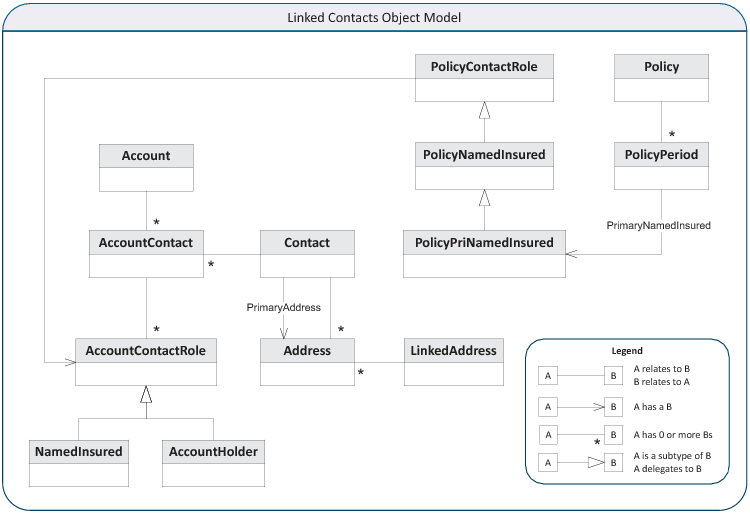 Linked Contacts Object Model
PolicyContactRole
Policy
*
Account
PolicyNamedInsured
PolicyPeriod
*
PrimaryNamedInsured
AccountContact
Contact
PolicyPriNamedInsured
*
PrimaryAddress
*
*
AccountContactRole
Address
LinkedAddress
*
NamedInsured
AccountHolder
Legend
A
B
A relates to B
B relates to A
A
B
A has a B
A
B
*
A has 0 or more Bs
A
B
A is a subtype of B
A delegates to B